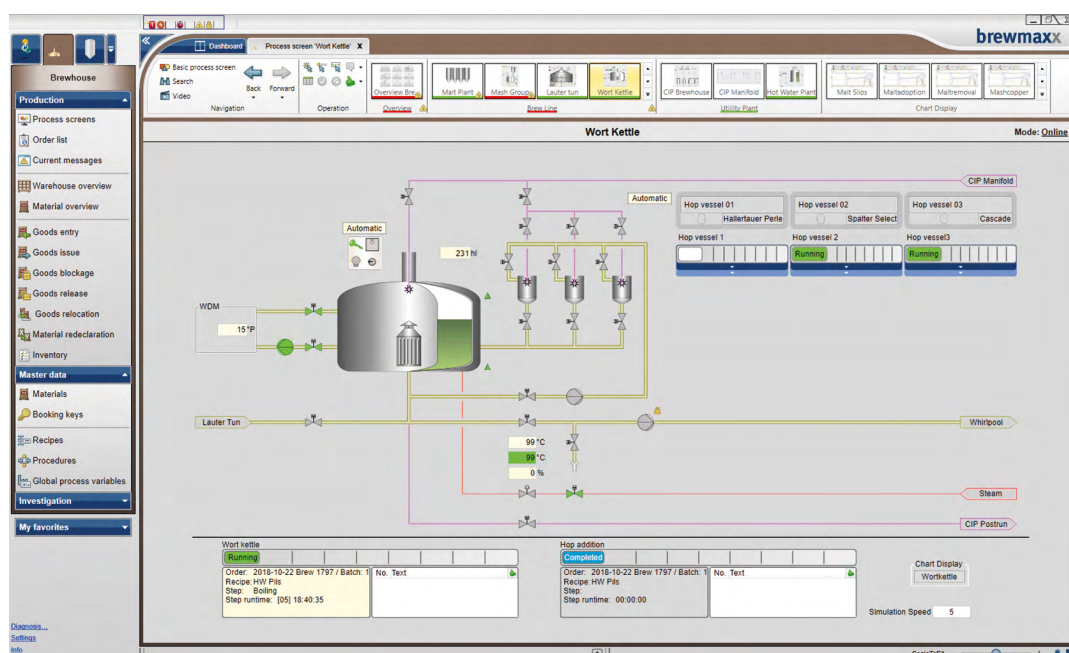 brewmaxx
Dashboard
Process screen 'Wort Kettle' X
Brewhouse
Production
Process screens
Order list
Current messages
Warehouse overview
Material overview
Goods entry
Goods issue
Goods blockage
Goods release
Goods relocation
Material redeclaration
Inventory
Master data
Materials
Booking keys
Recipes
Procedures
Global process variables
Investigation
My favorites
Diagnosis...
Settings
Info
Basic process screen
Search
Video
Back
Forward
Navigation
Operation
Overview Bre
Overview
Malt Plant
Mash Group
Lauter tun
Wort Kettle
Brew Line
CIP Brewhouse
CIP Manifold
Hot Water Plant
Utility Plant
Malt Silos
Maltadoption
Maltremoval
Mashcopper
Chart Display
Wort Kettle
Mode: Online
CIP Manifold
Automatic
Hop vessel 01
Hallertauer Perle
Hop vessel 02
Spalter Select
Hop vessel 03
Cascade
Hop vessel 1
Hop vessel 2
Running
Hop vessel3
Running
Automatic
231 hl
WDM
15 °P
Lauter Tun
Whirlpool
99 °C
99 °C
0 %
Steam
CIP Postrun
Wort kettle
Running
Order: 2018-10-22 Brew 1797 / Batch: 1
Recipe: HW Pils
Step: Boiling
Step runtime: [05] 18:40:35
No. Text
Hop addition
Completed
Order: 2018-10-22 Brew 1797 / Batch: 1
Recipe: HW Pils
Step:
Step runtime: 00:00:00
No. Text
Chart Display
Wortkettle
Simulation Speed 5